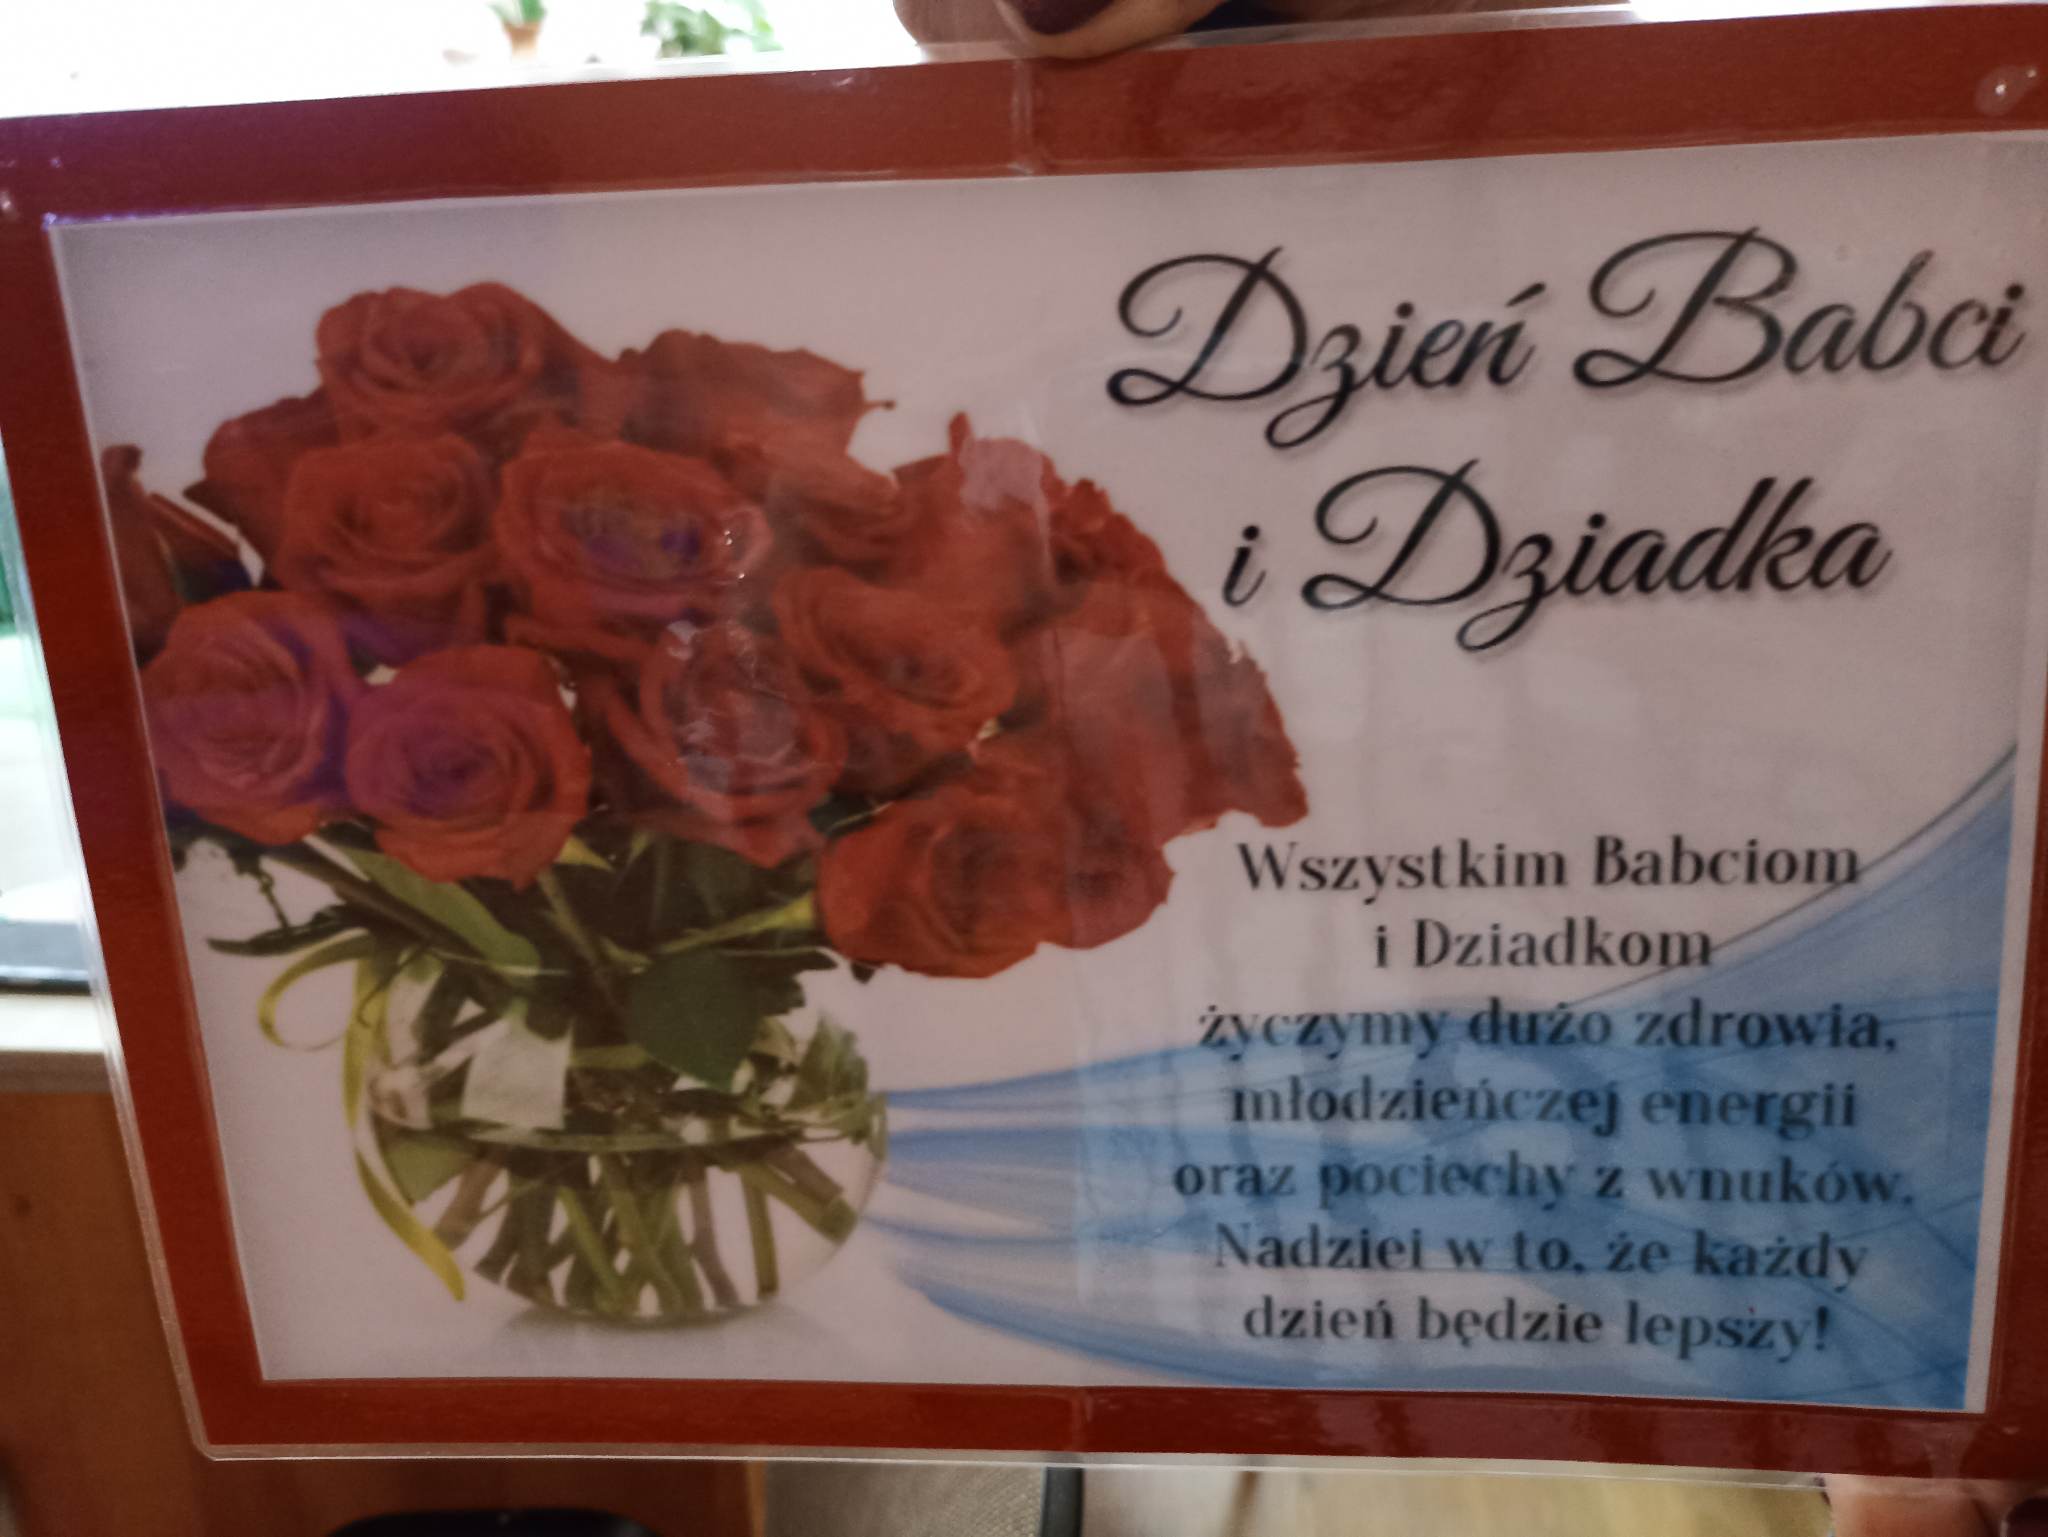 Dzień Babci
i Dziadka
Wszystkim Babciom
i Dziadkom
życzymy dużo zdrowia,
młodzieńczej energii
oraz pociechy z wnuków.
Nadziei w to, że każdy
dzień będzie lepszy!